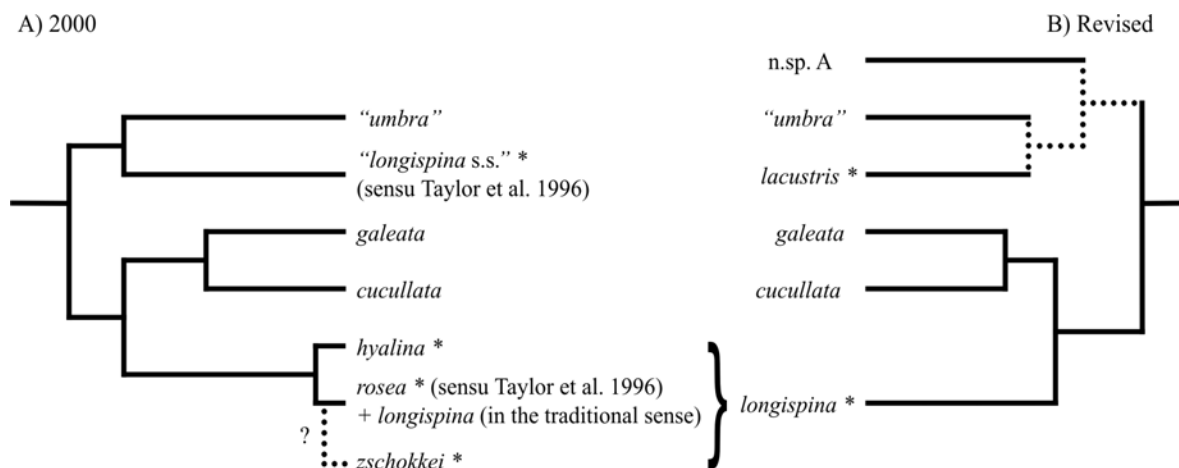 A) 2000
B) Revised
n.sp. A
"umbra"
"longispina s.s." *
(sensu Taylor et al. 1996)
galeata
cucullata
hyalina *
rosea * (sensu Taylor et al. 1996)
+ longispina (in the traditional sense)
?
zschokkei *
"umbra"
lacustris *
galeata
cucullata
longispina *